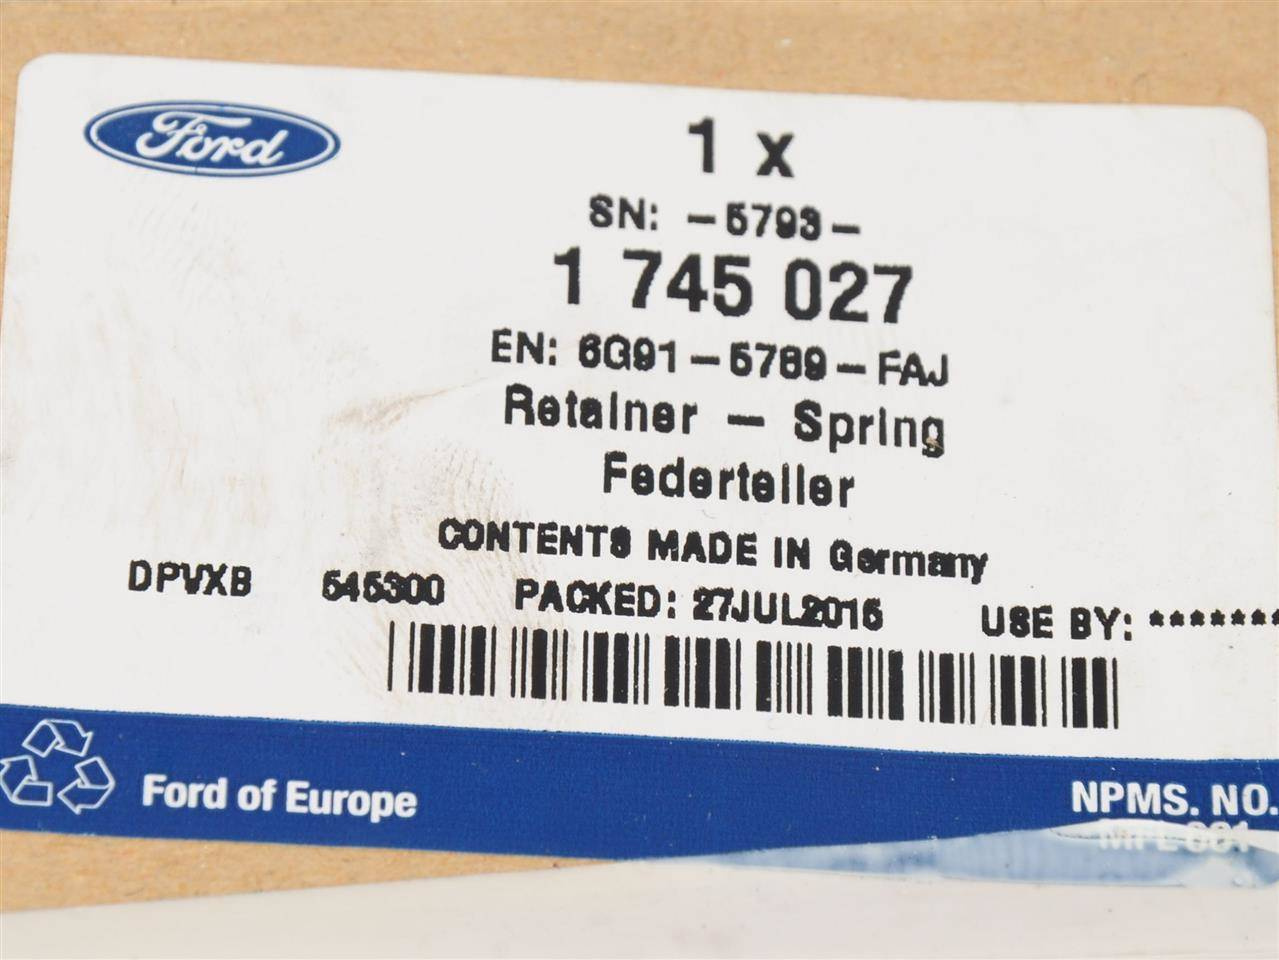 Ford
1 x
SN: -5793-
1 745 027
EN: 6G91-5789-FAJ
Retainer - Spring
Federteller
CONTENTS MADE IN Germany
DPVXB 545300 PACKED: 27JUL2015 USE BY: *******
Ford of Europe
NPMS. NO.